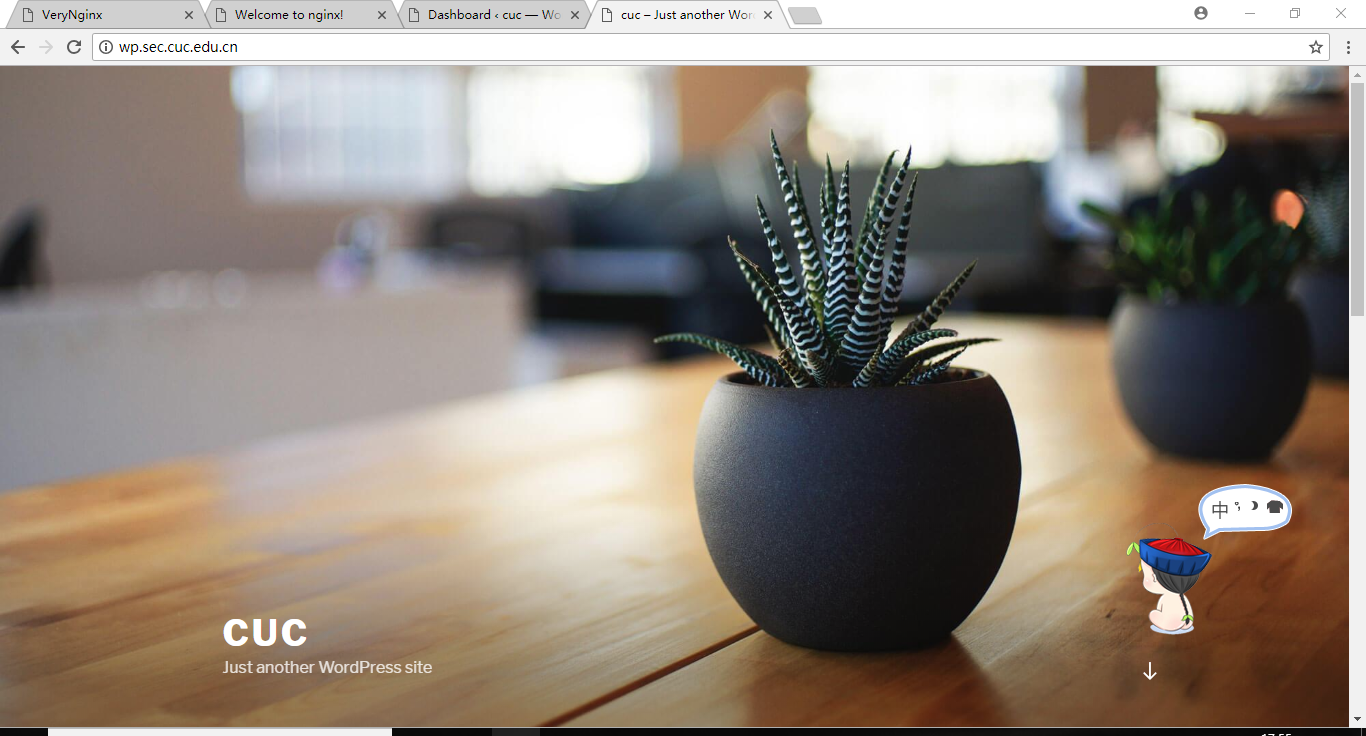 VeryNginx
Welcome to nginx!
Dashboard ‹ cuc — Wo
cuc – Just another Wor
wp.sec.cuc.edu.cn
中
CUC
Just another WordPress site